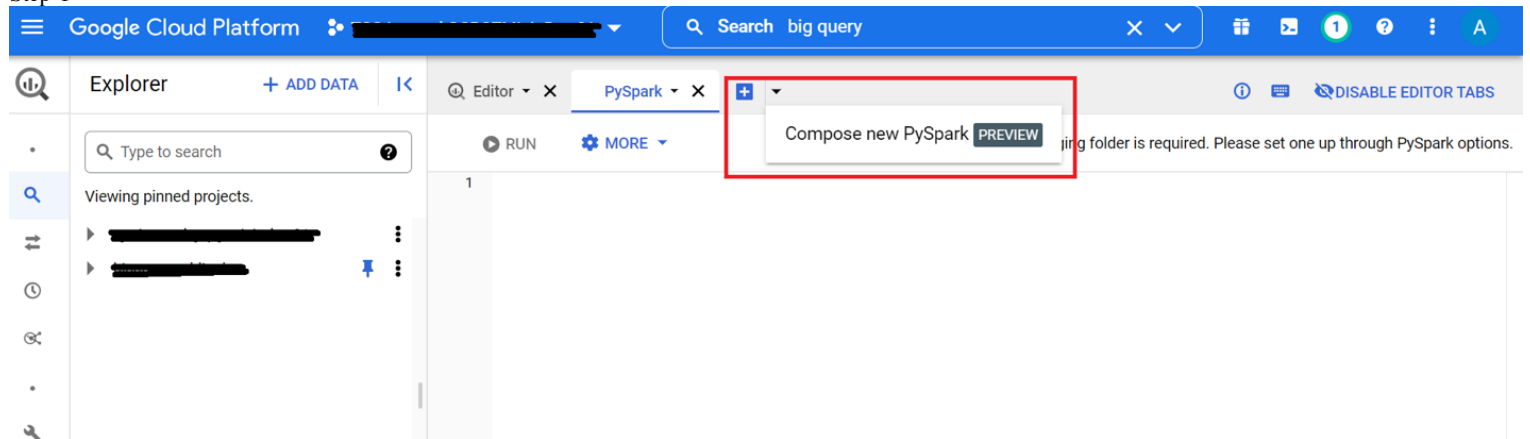 Google Cloud Platform
Search big query
1
A
Explorer
+ ADD DATA
Editor
PySpark
DISABLE EDITOR TABS
Type to search
RUN
MORE
Compose new PySpark PREVIEW
folder is required. Please set one up through PySpark options.
Viewing pinned projects.
1